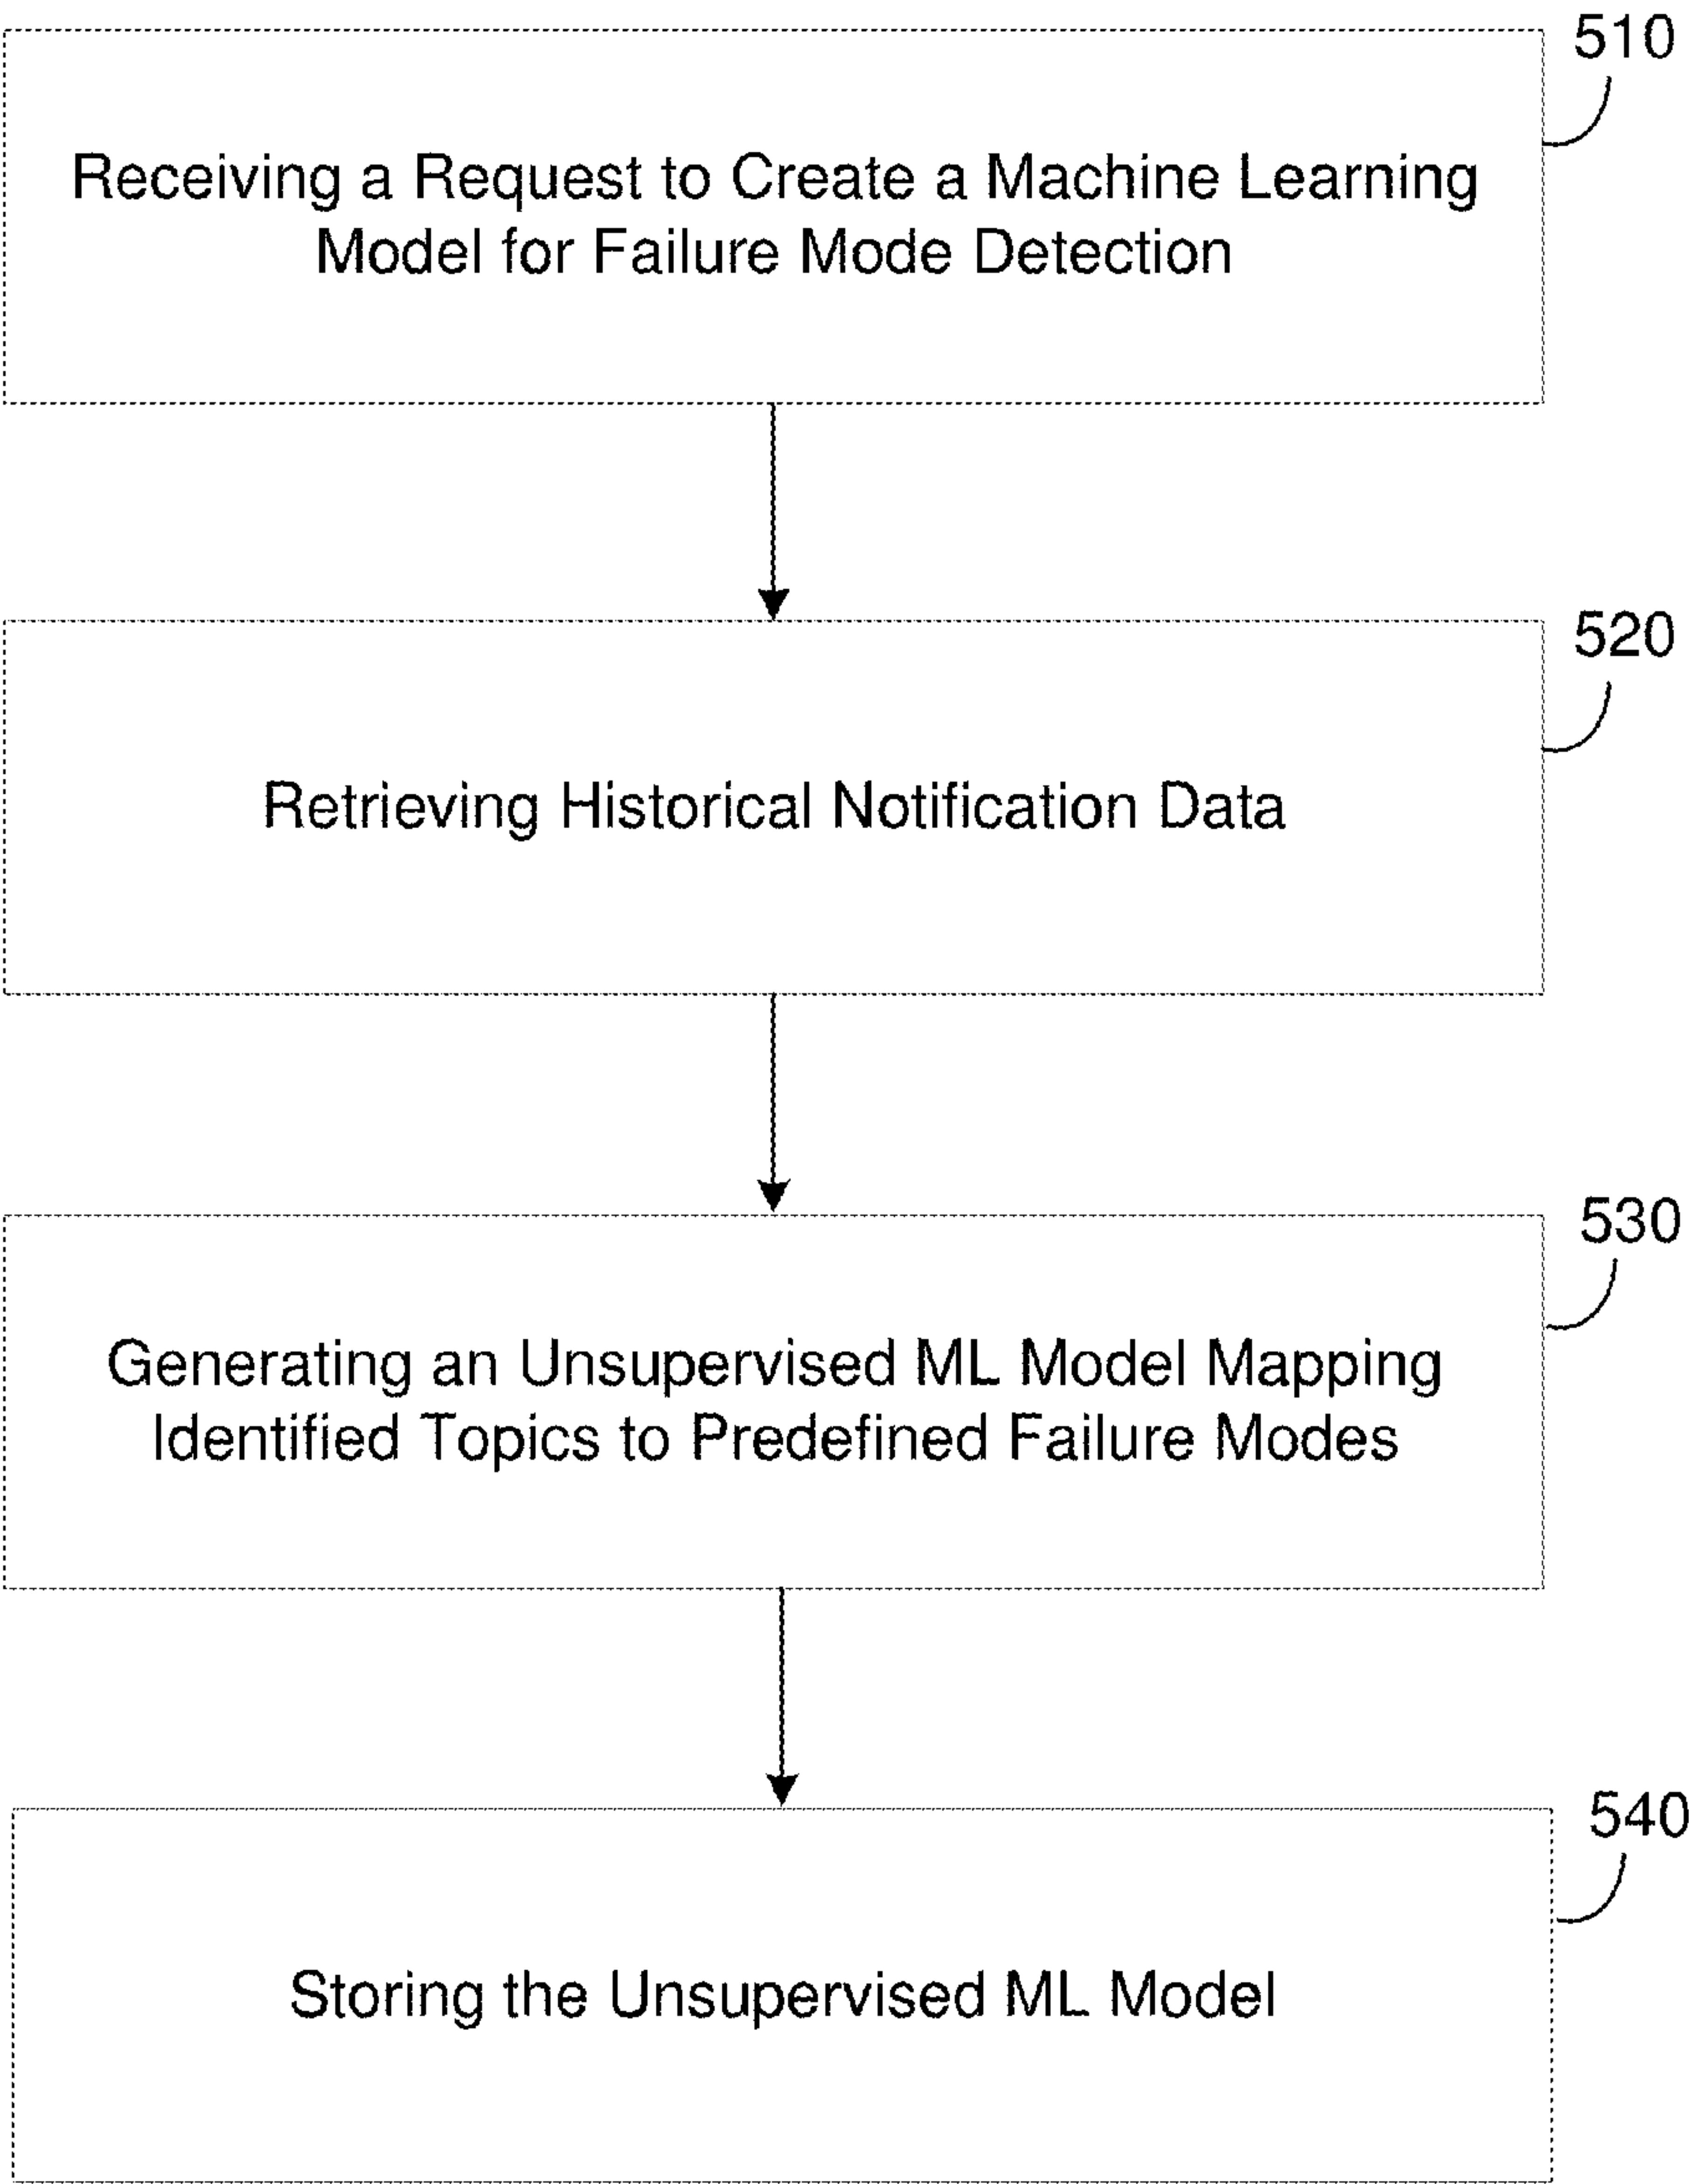 510
Receiving a Request to Create a Machine Learning
Model for Failure Mode Detection
520
Retrieving Historical Notification Data
530
Generating an Unsupervised ML Model Mapping
Identified Topics to Predefined Failure Modes
540
Storing the Unsupervised ML Model